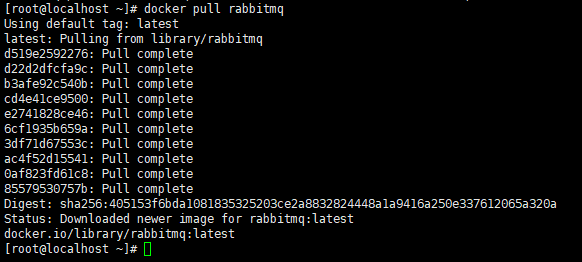 [root@localhost ~]# docker pull rabbitmq
Using default tag: latest
latest: Pulling from library/rabbitmq
d519e2592276: Pull complete
d22d2dfcfa9c: Pull complete
b3afe92c540b: Pull complete
cd4e41ce9500: Pull complete
e2741828ce46: Pull complete
6cf1935b659a: Pull complete
3df71d67553c: Pull complete
ac4f52d15541: Pull complete
0af823fd61c8: Pull complete
85579530757b: Pull complete
Digest: sha256:405153f6bda1081835325203ce2a8832824448a1a9416a250e337612065a320a
Status: Downloaded newer image for rabbitmq:latest
docker.io/library/rabbitmq:latest
[root@localhost ~]#